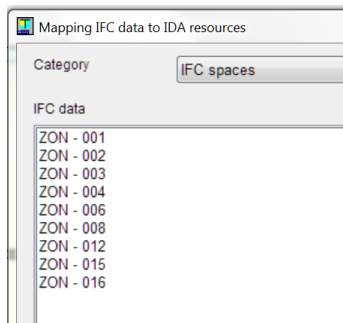 Mapping IFC data to IDA resources
Category
IFC spaces
IFC data
ZON - 001
ZON - 002
ZON - 003
ZON - 004
ZON - 006
ZON - 008
ZON - 012
ZON - 015
ZON - 016